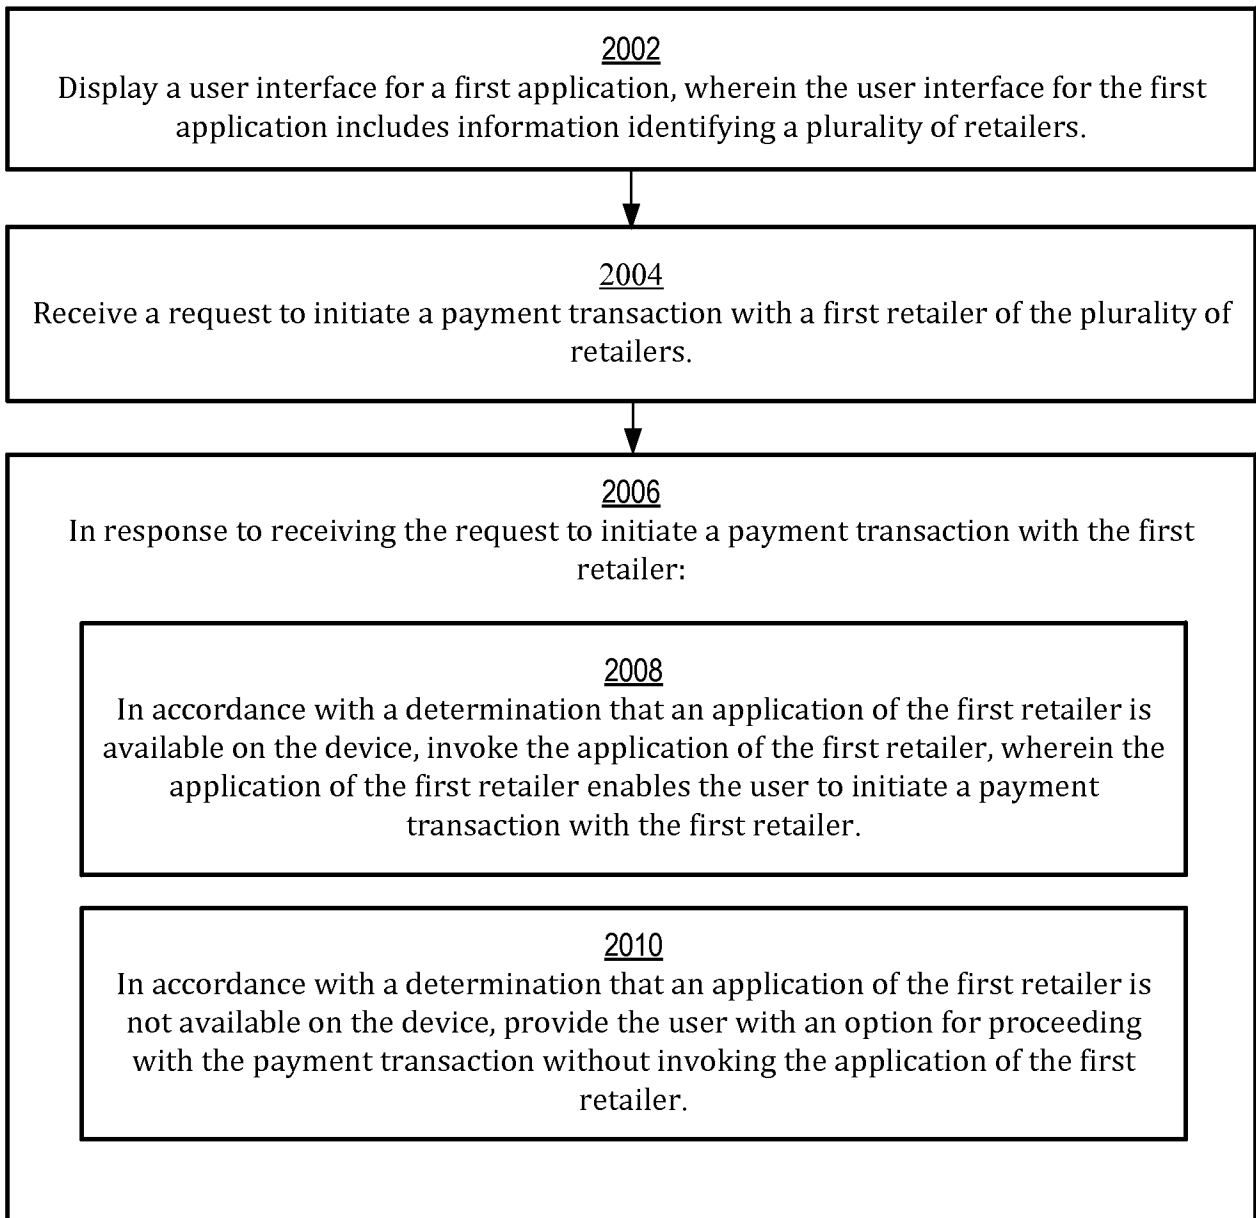 2002
Display a user interface for a first application, wherein the user interface for the first
application includes information identifying a plurality of retailers.
2004
Receive a request to initiate a payment transaction with a first retailer of the plurality of
retailers.
2006
In response to receiving the request to initiate a payment transaction with the first
retailer:
2008
In accordance with a determination that an application of the first retailer is
available on the device, invoke the application of the first retailer, wherein the
application of the first retailer enables the user to initiate a payment
transaction with the first retailer.
2010
In accordance with a determination that an application of the first retailer is
not available on the device, provide the user with an option for proceeding
with the payment transaction without invoking the application of the first
retailer.